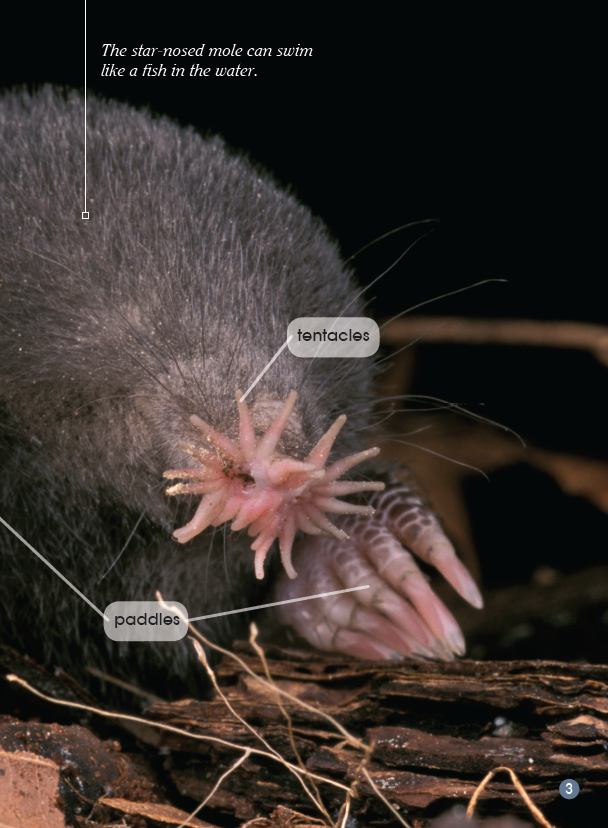 The star-nosed mole can swim
like a fish in the water.
tentacles
paddles
3